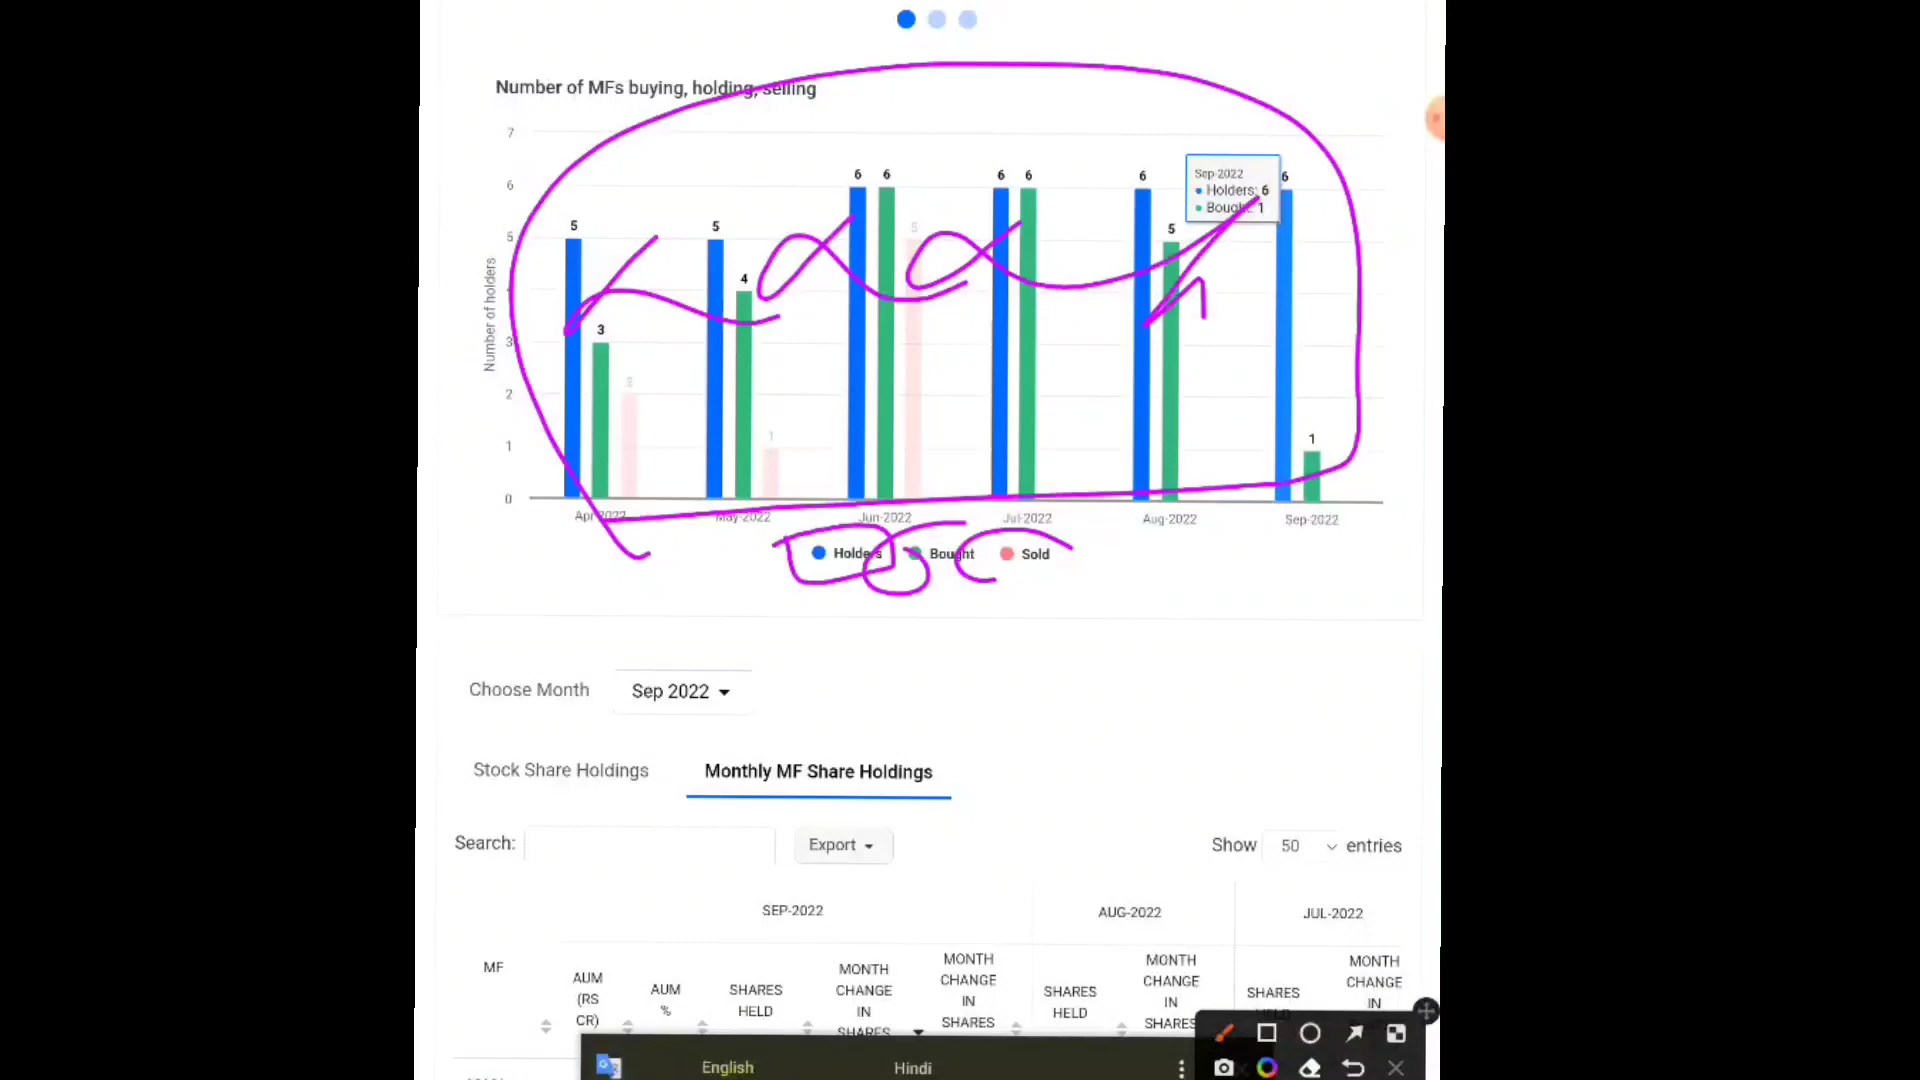 Number of MFs buying, holding, selling
7
6
5
3
2
1
0
Number of holders
5
3
2
5
4
1
6
6
5
6
6
6
5
6
1
Sep-2022
Holders: 6
Bought: 1
Apr-2022
May-2022
Jun-2022
Jul-2022
Aug-2022
Sep-2022
Holders
Bought
Sold
Choose Month
Sep 2022
Stock Share Holdings
Monthly MF Share Holdings
Search:
Export
Show 50 entries
SEP-2022
AUG-2022
JUL-2022
MF
AUM (RS CR)
AUM %
SHARES HELD
MONTH CHANGE IN SHARES
MONTH CHANGE IN SHARES
SHARES HELD
MONTH CHANGE IN SHARES
SHARES HELD
MONTH CHANGE IN
English
Hindi